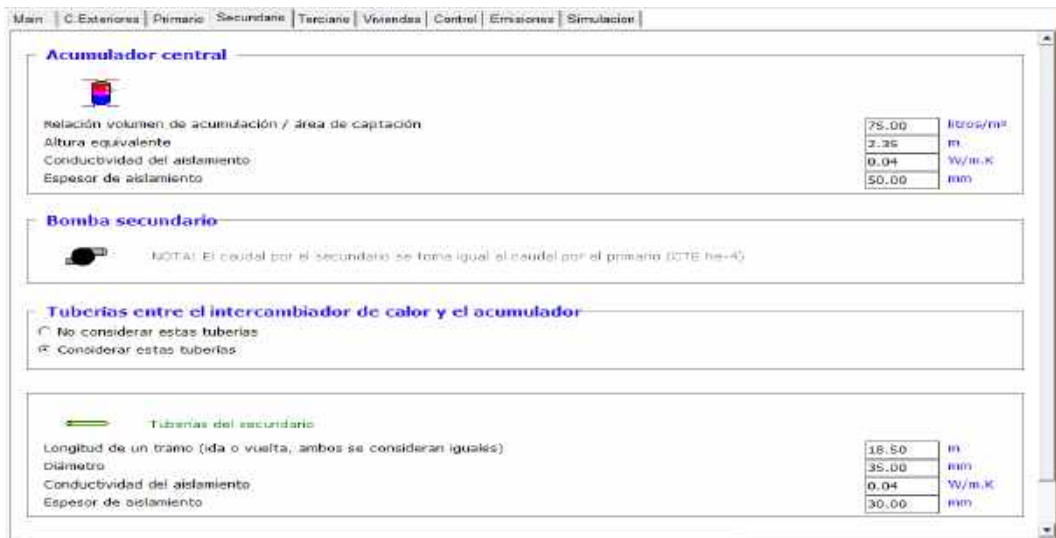 Main C.Exteriores Primario Secundario Terciario Viviendas Control Emisiones Simulacion
Acumulador central
Relación volumen de acumulación / área de captación 75.00 litros/m²
Altura equivalente 2.35 m
Conductividad del aislamiento 0.04 W/m.K
Espesor de aislamiento 50.00 mm
Bomba secundario
NOTA! El caudal por el secundario se toma igual al caudal por el primario (CTE he-4)
Tuberías entre el intercambiador de calor y el acumulador
No considerar estas tuberías
Considerar estas tuberías
Tuberías del secundario
Longitud de un tramo (ida o vuelta, ambos se consideran iguales) 18.50 m
Diámetro 35.00 mm
Conductividad del aislamiento 0.04 W/m.K
Espesor de aislamiento 30.00 mm